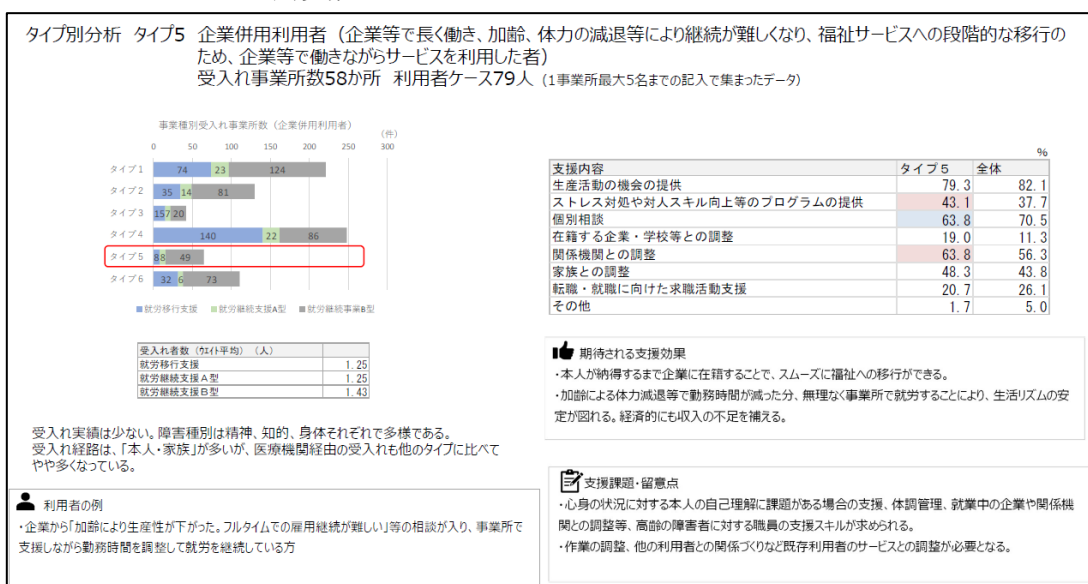 タイプ別分析 タイプ5 企業併用利用者（企業等で長く働き、加齢、体力の減退等により継続が難しくなり、福祉サービスへの段階的な移行の
ため、企業等で働きながらサービスを利用した者）
受入れ事業所数58か所 利用者ケース79人（1事業所最大5名までの記入で集まったデータ）
事業種別受入れ事業所数（企業併用利用者）
（件）
0 50 100 150 200 250 300
タイプ1 74 23 124
タイプ2 35 14 81
タイプ3 15 7 20
タイプ4 140 22 86
タイプ5 8 8 49
タイプ6 32 6 73
■就労移行支援 ■就労継続支援A型 ■就労継続事業B型
受入れ者数（ウエイト平均）（人）
就労移行支援 1.25
就労継続支援A型 1.25
就労継続支援B型 1.43
受入れ実績は少ない。障害種別は精神、知的、身体それぞれで多様である。
受入れ経路は、「本人・家族」が多いが、医療機関経由の受入れも他のタイプに比べて
やや多くなっている。
利用者の例
・企業から「加齢により生産性が下がった。フルタイムでの雇用継続が難しい」等の相談が入り、事業所で
支援しながら勤務時間を調整して就労を継続している方
%
支援内容 タイプ5 全体
生産活動の機会の提供 79.3 82.1
ストレス対処や対人スキル向上等のプログラムの提供 43.1 37.7
個別相談 63.8 70.5
在籍する企業・学校等との調整 19.0 11.3
関係機関との調整 63.8 56.3
家族との調整 48.3 43.8
転職・就職に向けた求職活動支援 20.7 26.1
その他 1.7 5.0
期待される支援効果
・本人が納得するまで企業に在籍することで、スムーズに福祉への移行ができる。
・加齢による体力減退等で勤務時間が減った分、無理なく事業所で就労することにより、生活リズムの安
定が図れる。経済的にも収入の不足を補える。
支援課題・留意点
・心身の状況に対する本人の自己理解に課題がある場合の支援、体調管理、就業中の企業や関係機
関との調整等、高齢の障害者に対する職員の支援スキルが求められる。
・作業の調整、他の利用者との関係づくりなど既存利用者のサービスとの調整が必要となる。